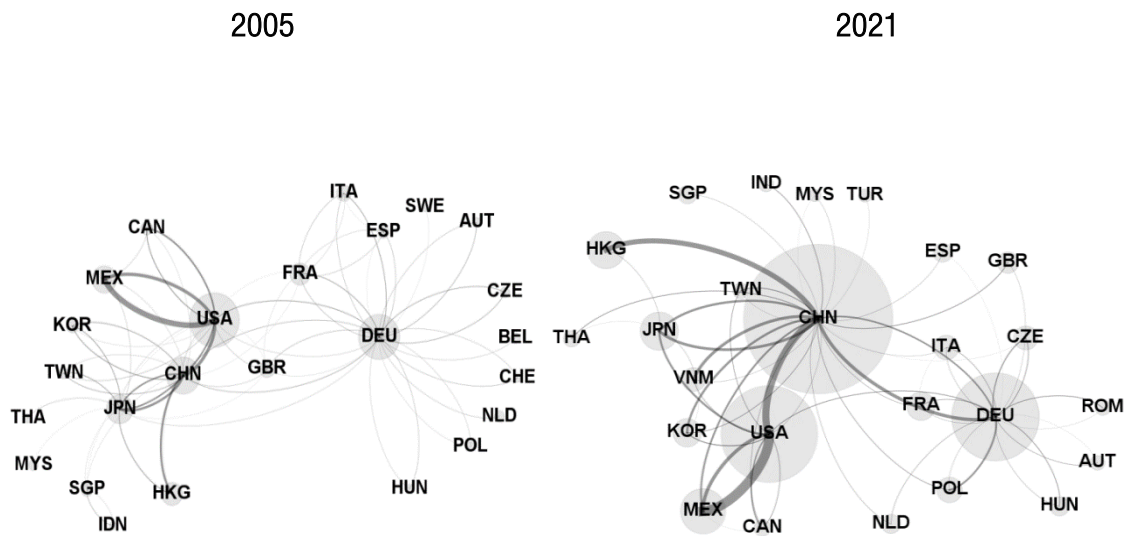 2005
ITA
SWE
AUT
CAN
ESP
MEX
FRA
CZE
USA
KOR
DEU
BEL
GBR
TWN
CHN
CHE
JPN
THA
NLD
POL
MYS
SGP
HKG
HUN
IDN
2021
IND
SGP
MYS
TUR
HKG
ESP
GBR
TWN
CHN
JPN
THA
CZE
ITA
VNM
FRA
DEU
ROM
KOR
USA
AUT
POL
MEX
HUN
CAN
NLD